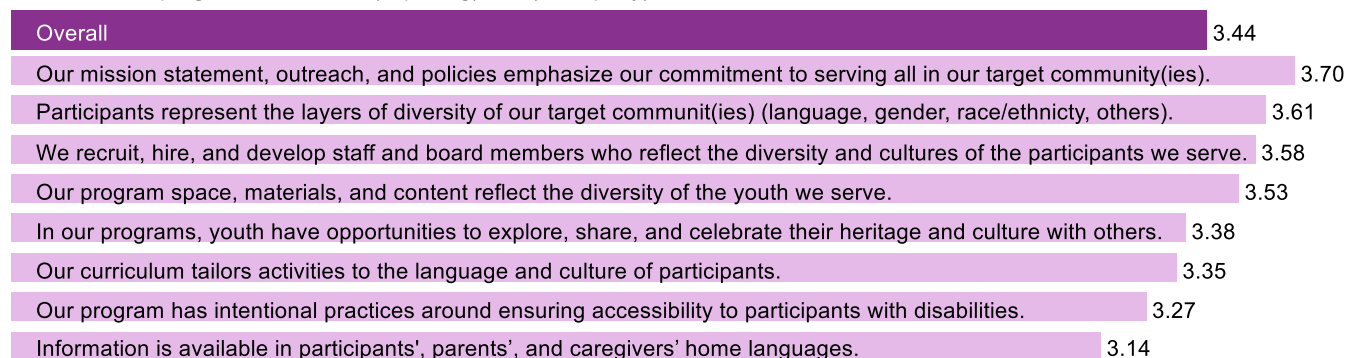 Overall 3.44
Our mission statement, outreach, and policies emphasize our commitment to serving all in our target community(ies). 3.70
Participants represent the layers of diversity of our target communit(ies) (language, gender, race/ethnicty, others). 3.61
We recruit, hire, and develop staff and board members who reflect the diversity and cultures of the participants we serve. 3.58
Our program space, materials, and content reflect the diversity of the youth we serve. 3.53
In our programs, youth have opportunities to explore, share, and celebrate their heritage and culture with others. 3.38
Our curriculum tailors activities to the language and culture of participants. 3.35
Our program has intentional practices around ensuring accessibility to participants with disabilities. 3.27
Information is available in participants', parents’, and caregivers’ home languages. 3.14